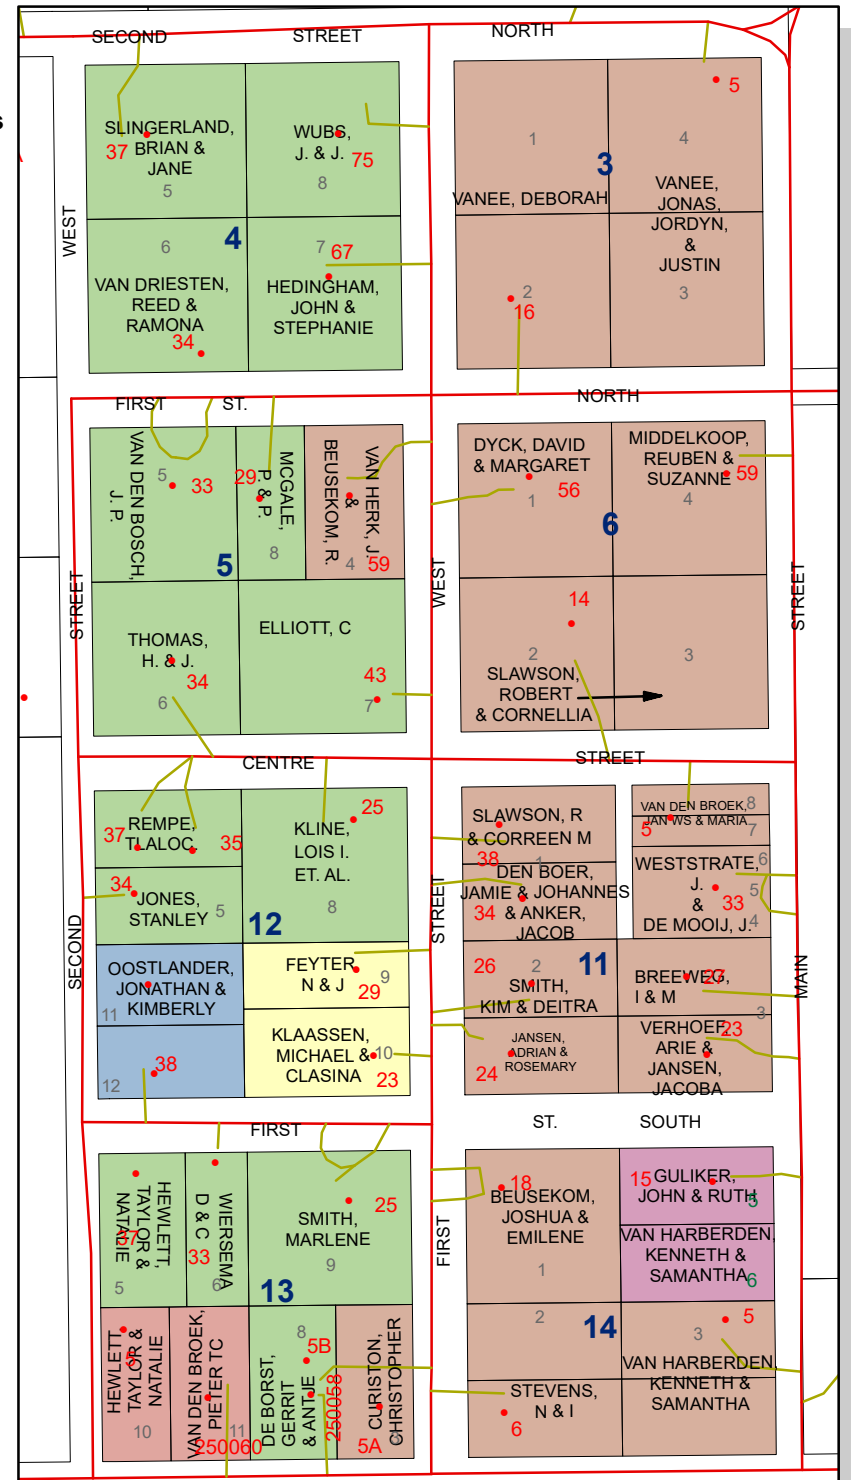 SECOND STREET NORTH
s
SLINGERLAND,
BRIAN &
JANE
37
5
WUBS,
J. & J.
75
8
1
3
5
4
VANEE, DEBORAH
VANEE,
JONAS,
JORDYN,
&
JUSTIN
3
WEST
6
4
VAN DRIESTEN,
REED &
RAMONA
34
7
67
HEDINGHAM,
JOHN &
STEPHANIE
2
16
FIRST ST. NORTH
VAN DEN BOSCH,
J. P.
5
33
29
MCGALE,
P. & P.
8
VAN HERK, J.
&
BEUSEKOM, R.
4
59
5
DYCK, DAVID
& MARGARET
56
1
6
MIDDELKOOP,
REUBEN &
SUZANNE
59
4
STREET
WEST
STREET
THOMAS,
H. & J.
34
6
ELLIOTT, C
43
7
14
2
SLAWSON,
ROBERT
& CORNELLIA
3
CENTRE STREET
REMPE,
TLALOC.
37
35
KLINE,
LOIS I.
ET. AL.
25
8
34
JONES,
STANLEY
5
12
SLAWSON, R
& CORREEN M
38
1
VAN DEN BROEK,
JAN WS & MARIA
8
5
7
DEN BOER,
JAMIE & JOHANNES
& ANKER,
JACOB
34
WESTSTRATE,
J.
&
DE MOOIJ, J.
6
5
33
4
SECOND
STREET
MAIN
OOSTLANDER,
JONATHAN &
KIMBERLY
11
FEYTER
N & J
9
29
26
2
SMITH,
KIM & DEITRA
11
BREEWEG,
I & M
27
3
38
12
KLAASSEN,
MICHAEL &
CLASINA
10
23
JANSEN,
ADRIAN &
ROSEMARY
24
VERHOEF,
ARIE &
JANSEN,
JACOBA
23
FIRST ST. SOUTH
HEWLETT,
TAYLOR &
NATALIE
37
5
WIERSEMA
D & C
33
6
SMITH,
MARLENE
25
9
13
18
BEUSEKOM,
JOSHUA &
EMILENE
1
15
GULIKER,
JOHN & RUTH
5
VAN HARBERDEN,
KENNETH &
SAMANTHA
6
FIRST
HEWLETT,
TAYLOR &
NATALIE
5
10
VAN DEN BROEK,
PIETER TC
11
250060
8
5B
DE BORST,
GERRIT
& ANTJE
250058
CURISTON,
CHRISTOPHER
5A
2
14
STEVENS,
N & I
6
5
3
VAN HARBERDEN,
KENNETH &
SAMANTHA